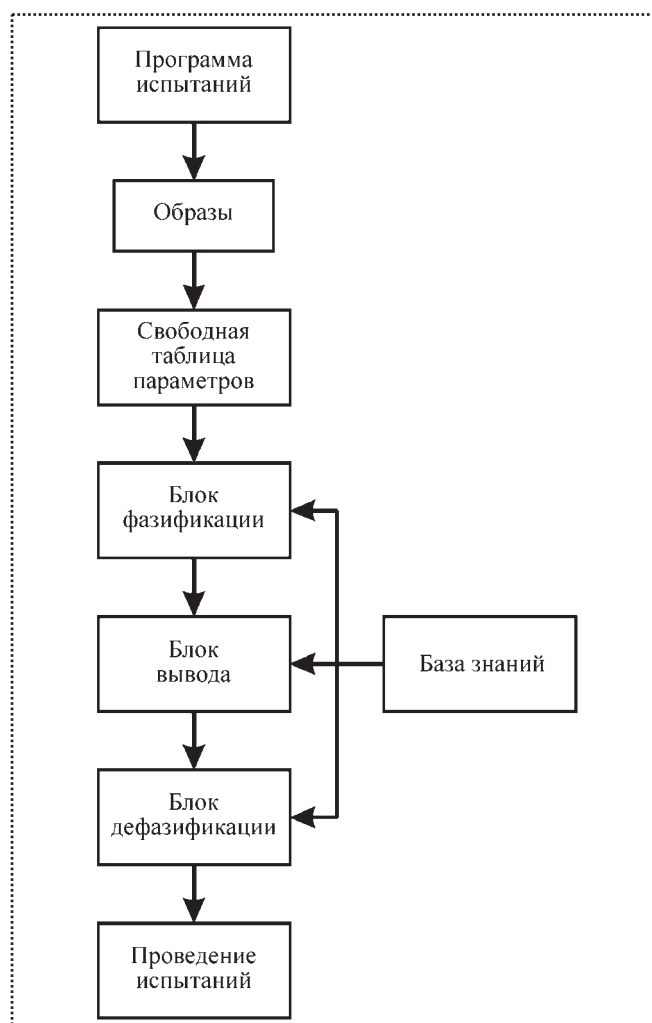 Программа
испытаний
Образы
Свободная
таблица
параметров
Блок
фазификации
Блок
вывода
База знаний
Блок
дефазификации
Проведение
испытаний